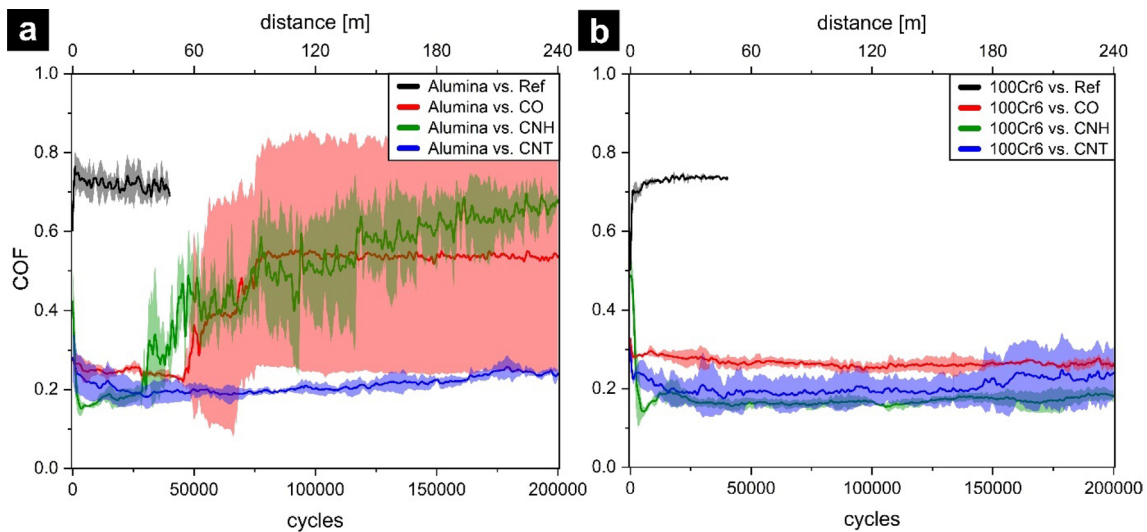 a
distance [m]
0 60 120 180 240
1.0
0.8
0.6
0.4
0.2
0.0
COF
Alumina vs. Ref
Alumina vs. CO
Alumina vs. CNH
Alumina vs. CNT
0 50000 100000 150000 200000
cycles
b
distance [m]
0 60 120 180 240
1.0
0.8
0.6
0.4
0.2
0.0
100Cr6 vs. Ref
100Cr6 vs. CO
100Cr6 vs. CNH
100Cr6 vs. CNT
0 50000 100000 150000 200000
cycles